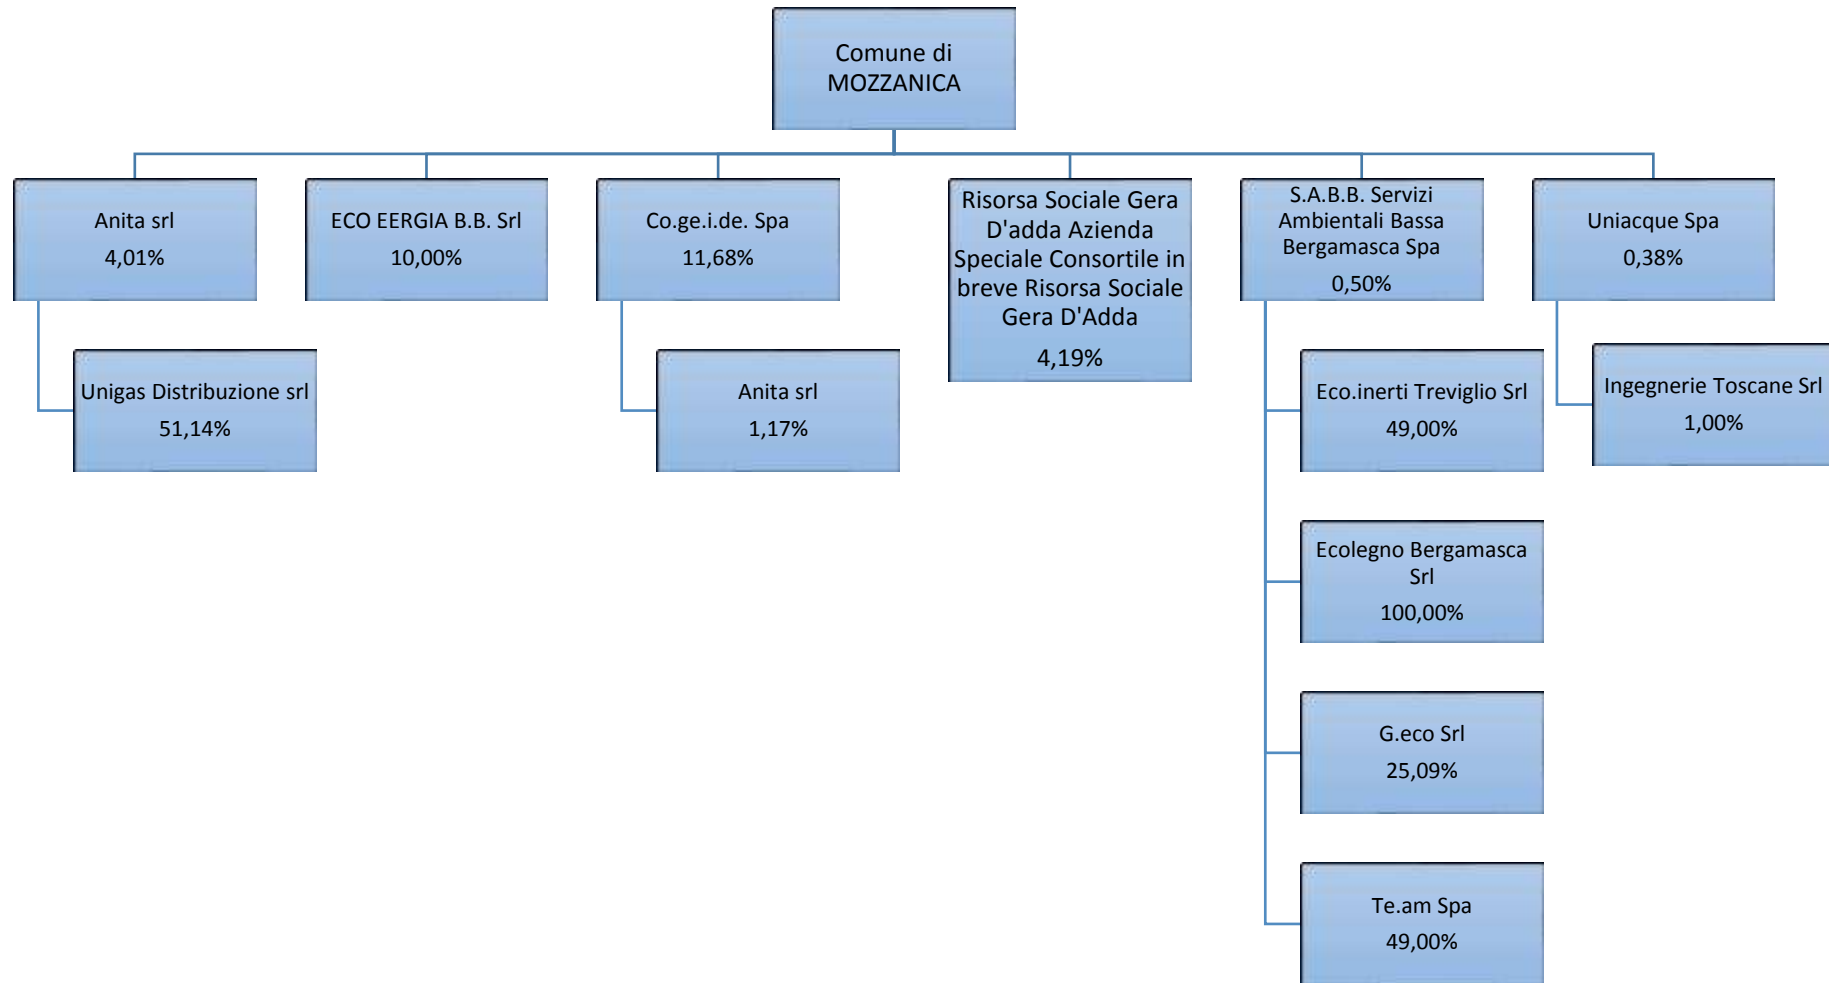 Comune di
MOZZANICA
Anita srl
4,01%
ECO EERGIA B.B. Srl
10,00%
Co.ge.i.de. Spa
11,68%
Risorsa Sociale Gera
D'adda Azienda
Speciale Consortile in
breve Risorsa Sociale
Gera D'Adda
4,19%
S.A.B.B. Servizi
Ambientali Bassa
Bergamasca Spa
0,50%
Uniacque Spa
0,38%
Unigas Distribuzione srl
51,14%
Anita srl
1,17%
Eco.inerti Treviglio Srl
49,00%
Ingegnerie Toscane Srl
1,00%
Ecolegno Bergamasca
Srl
100,00%
G.eco Srl
25,09%
Te.am Spa
49,00%